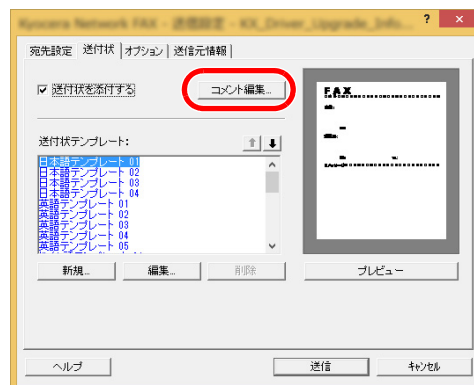 Kyocera Network FAX - 送信設定 - KX_Driver_Upgrade_Info...
?
×
宛先設定 送付状 オプション 送信元情報
送付状を添付する
コメント編集...
FAX
送付状テンプレート:
日本語テンプレート 01
日本語テンプレート 02
日本語テンプレート 03
日本語テンプレート 04
英語テンプレート 01
英語テンプレート 02
英語テンプレート 03
英語テンプレート 04
英語テンプレート 05
新規... 編集... 削除 プレビュー
ヘルプ 送信 キャンセル